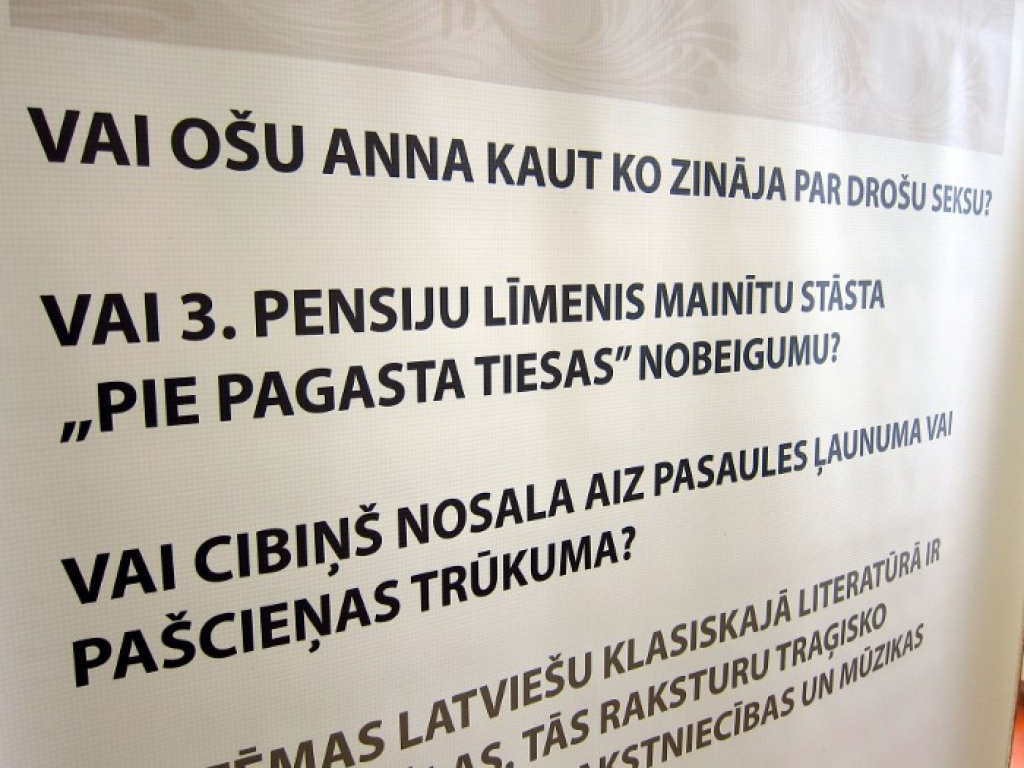 VAI OŠU ANNA KAUT KO ZINĀJA PAR DROŠU SEKSU?
VAI 3. PENSIJU LĪMENIS MAINĪTU STĀSTA
„PIE PAGASTA TIESAS” NOBEIGUMU?
VAI CIBIŅŠ NOSALA AIZ PASAULES ĻAUNUMA VAI
PAŠCIEŅAS TRŪKUMA?
LATVIEŠU KLASISKAJĀ LITERATŪRĀ IR
TĀS RAKSTURU TRAĢISKO
UN MŪZIKAS